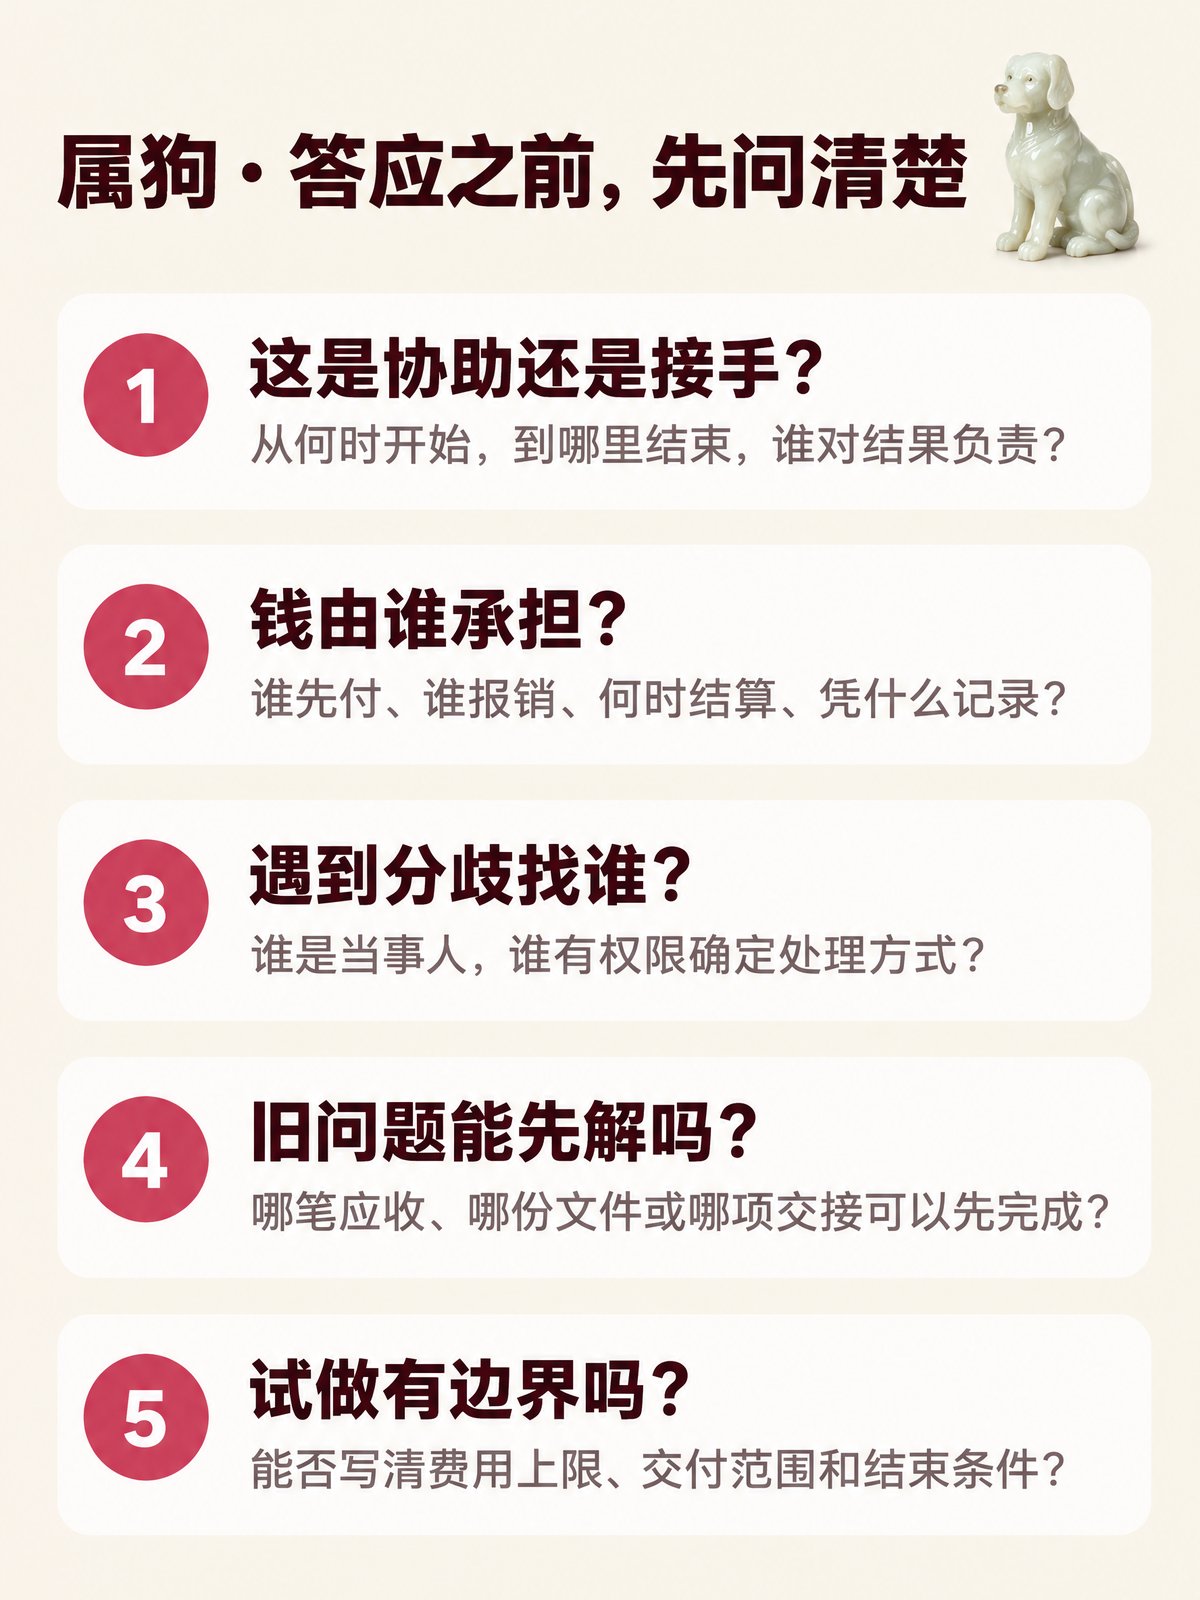 属狗·答应之前，先问清楚
1
这是协助还是接手？
从何时开始，到哪里结束，谁对结果负责？
2
钱由谁承担？
谁先付、谁报销、何时结算、凭什么记录？
3
遇到分歧找谁？
谁是当事人，谁有权限确定处理方式？
4
旧问题能先解吗？
哪笔应收、哪份文件或哪项交接可以先完成？
5
试做有边界吗？
能否写清费用上限、交付范围和结束条件？